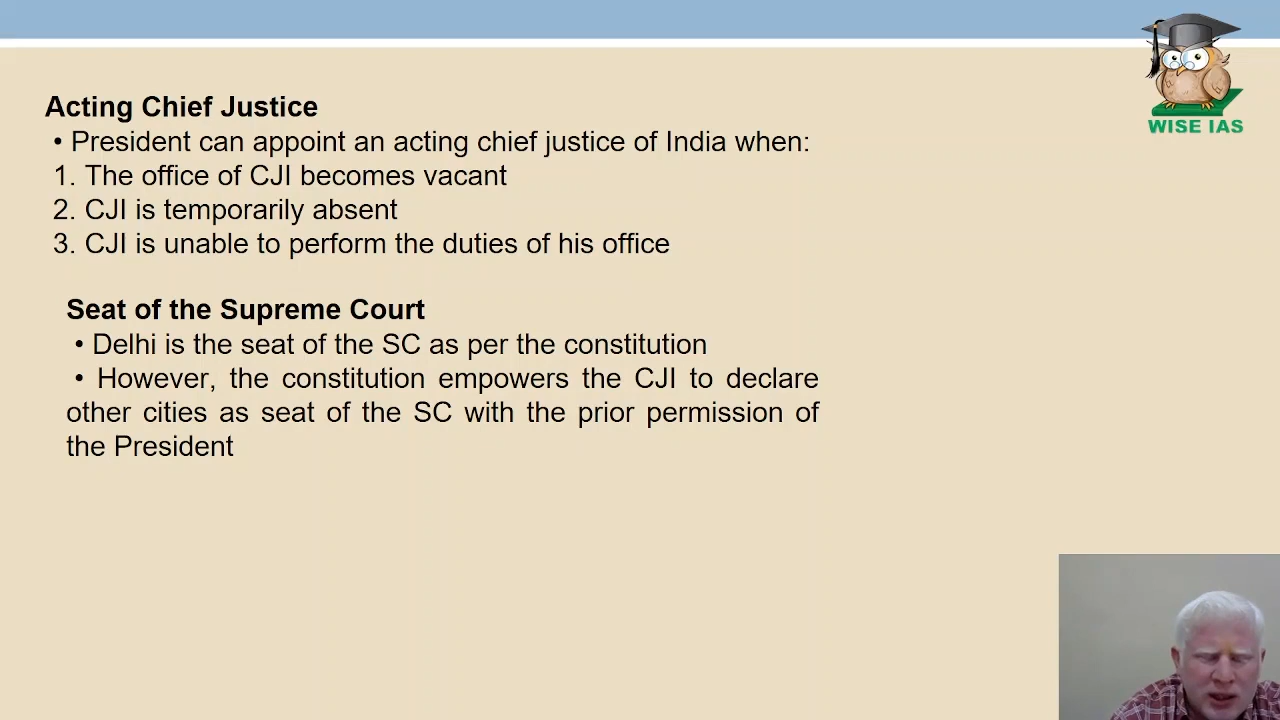 WISE IAS
Acting Chief Justice
• President can appoint an acting chief justice of India when:
1. The office of CJI becomes vacant
2. CJI is temporarily absent
3. CJI is unable to perform the duties of his office
Seat of the Supreme Court
• Delhi is the seat of the SC as per the constitution
• However, the constitution empowers the CJI to declare
other cities as seat of the SC with the prior permission of
the President